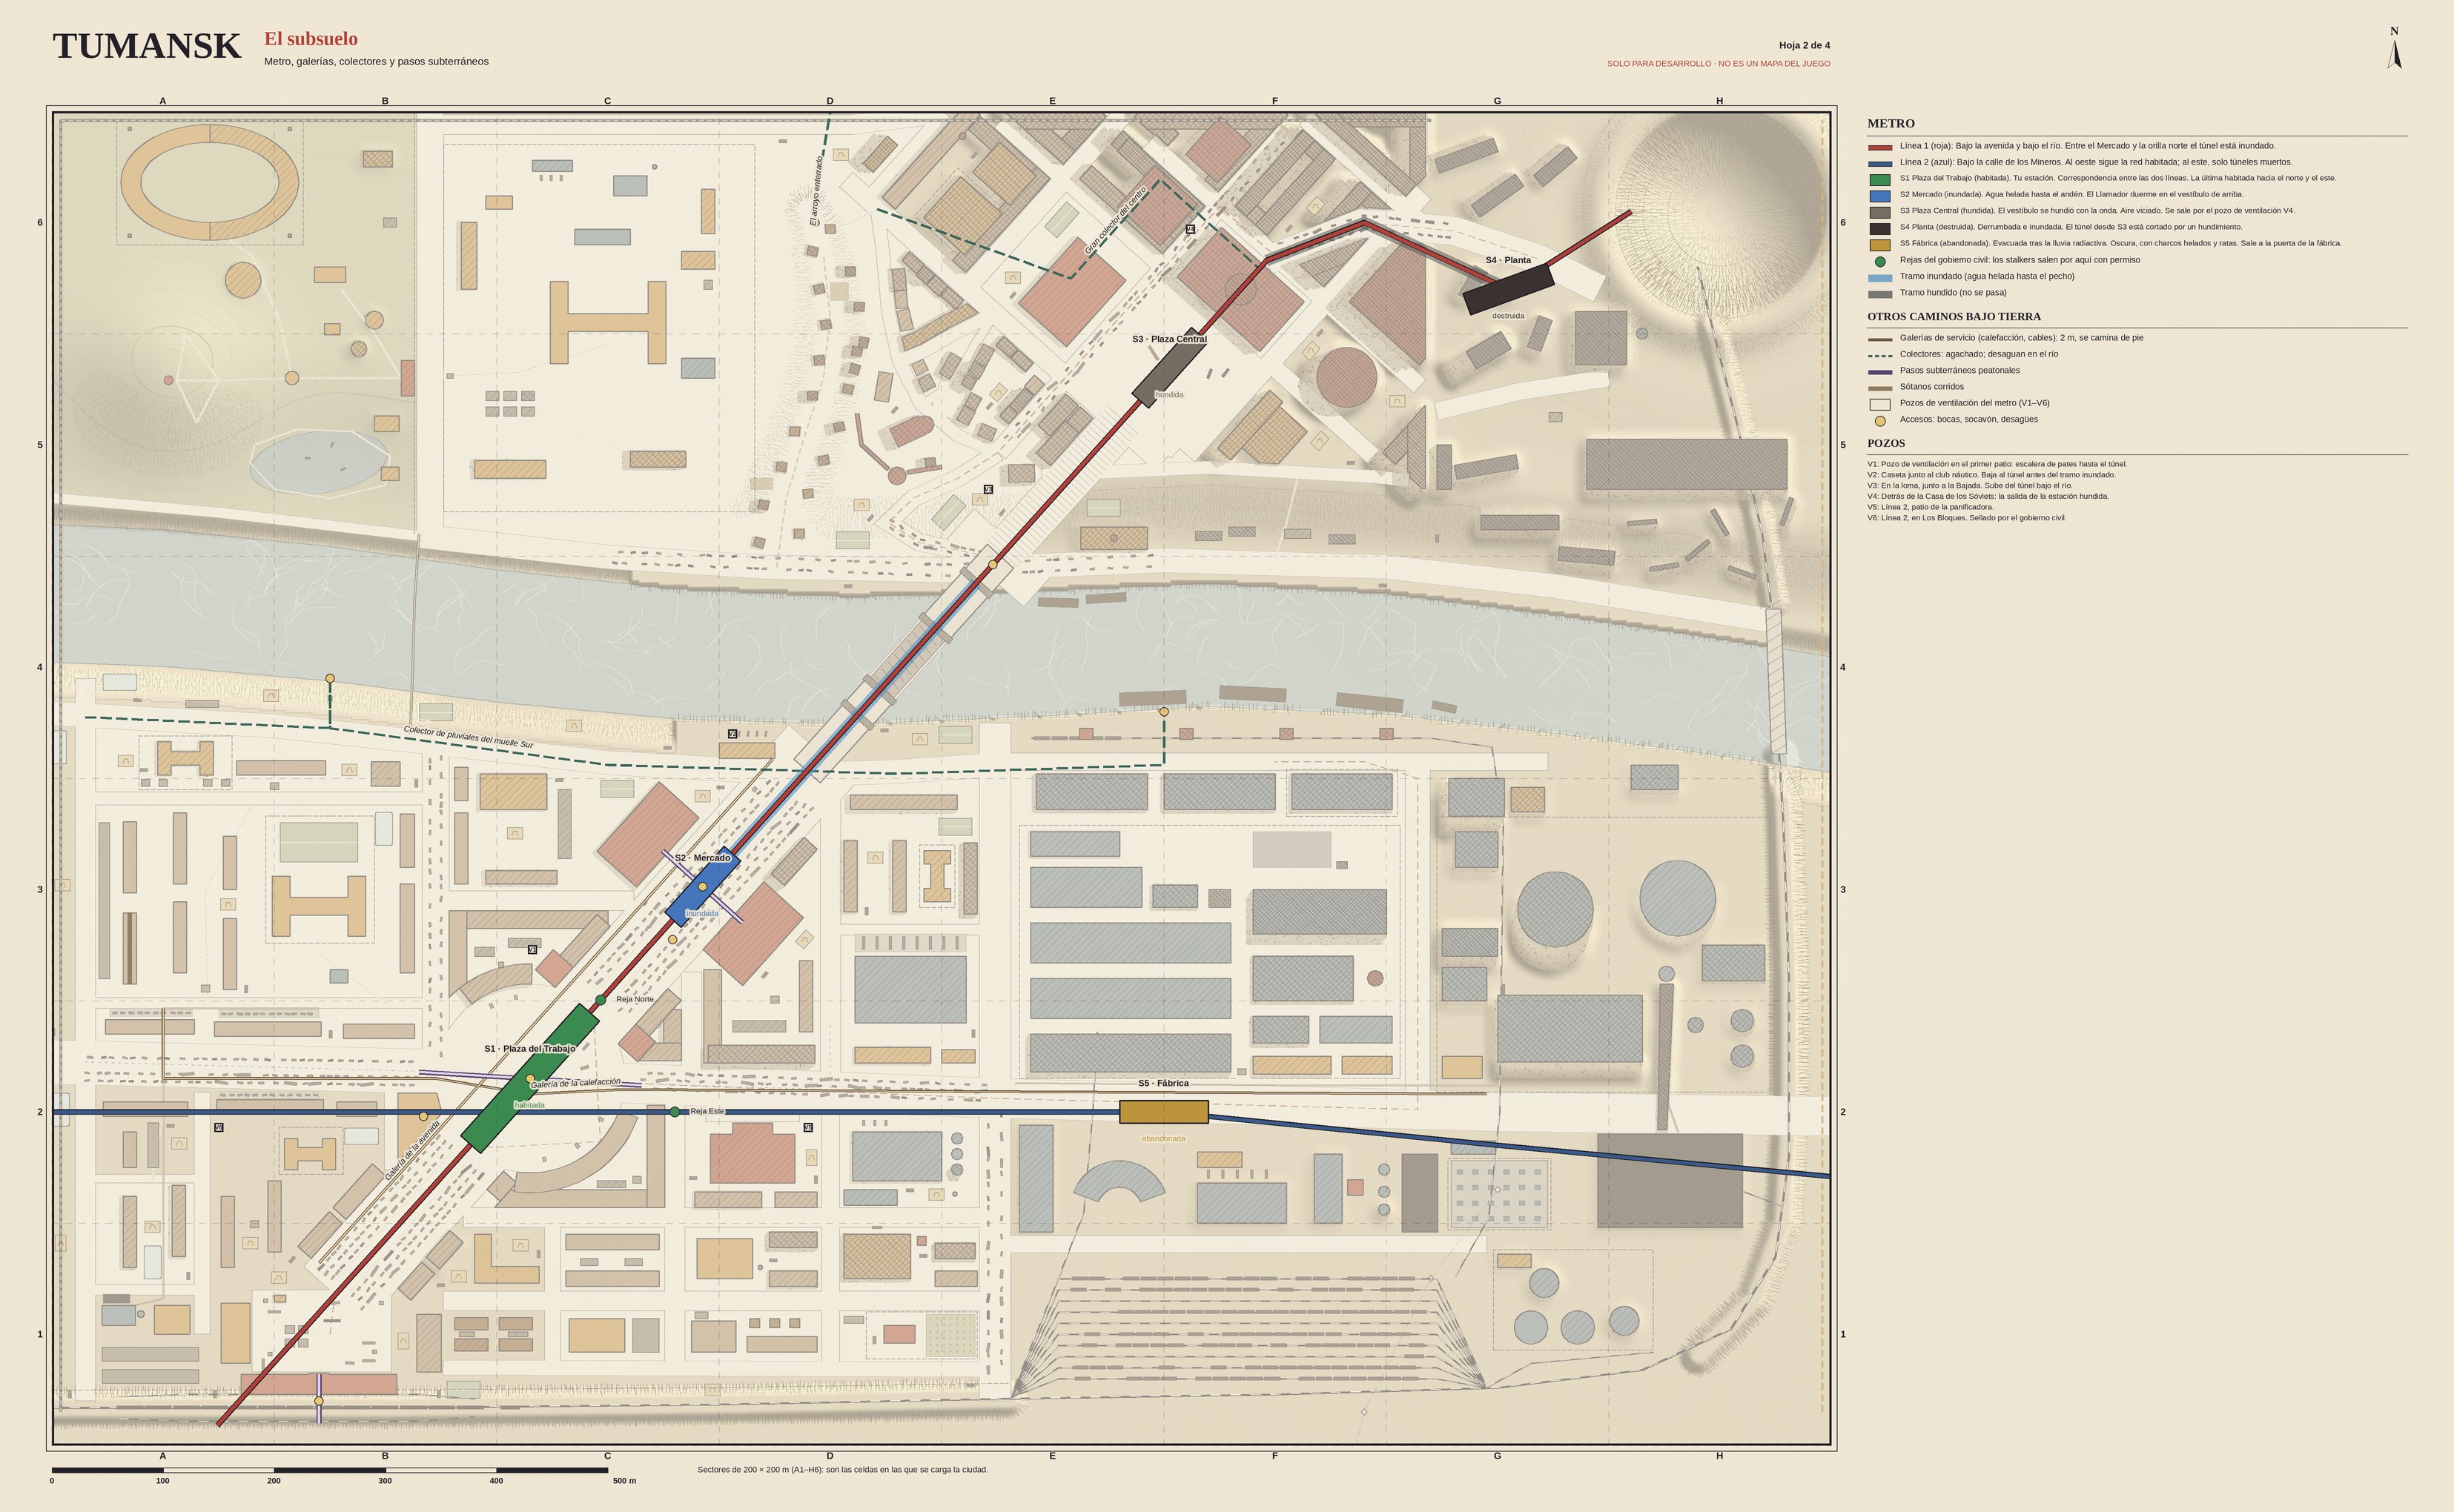 TUMANSK
El subsuelo
Metro, galerías, colectores y pasos subterráneos
Hoja 2 de 4
SOLO PARA DESARROLLO · NO ES UN MAPA DEL JUEGO
N
A B C D E F G H
6 6
5 5
4 4
3 3
2 2
1 1
El arroyo enterrado
Gran colector del centro
V4
S4 · Planta
destruida
S3 · Plaza Central
hundida
V3
Colector de pluviales del muelle Sur
V2
S2 · Mercado
inundada
V1
Reja Norte
S1 · Plaza del Trabajo
Galería de la calefacción
habitada
Reja Este
S5 · Fábrica
abandonada
V6
V5
Galería de la avenida
A B C D E F G H
0 100 200 300 400 500 m
Sectores de 200 × 200 m (A1–H6): son las celdas en las que se carga la ciudad.
METRO
Línea 1 (roja): Bajo la avenida y bajo el río. Entre el Mercado y la orilla norte el túnel está inundado.
Línea 2 (azul): Bajo la calle de los Mineros. Al oeste sigue la red habitada; al este, solo túneles muertos.
S1 Plaza del Trabajo (habitada). Tu estación. Correspondencia entre las dos líneas. La última habitada hacia el norte y el este.
S2 Mercado (inundada). Agua helada hasta el andén. El Llamador duerme en el vestíbulo de arriba.
S3 Plaza Central (hundida). El vestíbulo se hundió con la onda. Aire viciado. Se sale por el pozo de ventilación V4.
S4 Planta (destruida). Derrumbada e inundada. El túnel desde S3 está cortado por un hundimiento.
S5 Fábrica (abandonada). Evacuada tras la lluvia radiactiva. Oscura, con charcos helados y ratas. Sale a la puerta de la fábrica.
Rejas del gobierno civil: los stalkers salen por aquí con permiso
Tramo inundado (agua helada hasta el pecho)
Tramo hundido (no se pasa)
OTROS CAMINOS BAJO TIERRA
Galerías de servicio (calefacción, cables): 2 m, se camina de pie
Colectores: agachado; desaguan en el río
Pasos subterráneos peatonales
Sótanos corridos
Pozos de ventilación del metro (V1–V6)
Accesos: bocas, socavón, desagües
POZOS
V1: Pozo de ventilación en el primer patio: escalera de pates hasta el túnel.
V2: Caseta junto al club náutico. Baja al túnel antes del tramo inundado.
V3: En la loma, junto a la Bajada. Sube del túnel bajo el río.
V4: Detrás de la Casa de los Sóviets: la salida de la estación hundida.
V5: Línea 2, patio de la panificadora.
V6: Línea 2, en Los Bloques. Sellado por el gobierno civil.